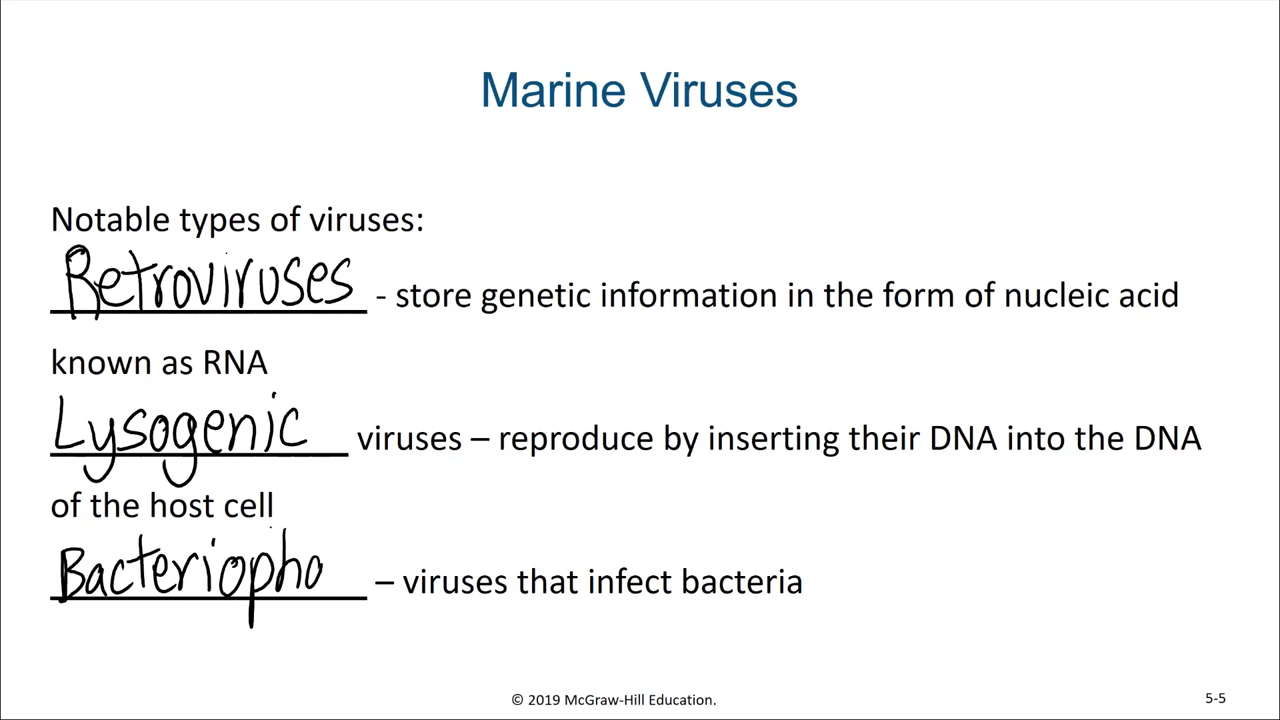 Marine Viruses
Notable types of viruses:
Retroviruses - store genetic information in the form of nucleic acid
known as RNA
Lysogenic viruses – reproduce by inserting their DNA into the DNA
of the host cell
Bacteriopho – viruses that infect bacteria
© 2019 McGraw-Hill Education.
5-5